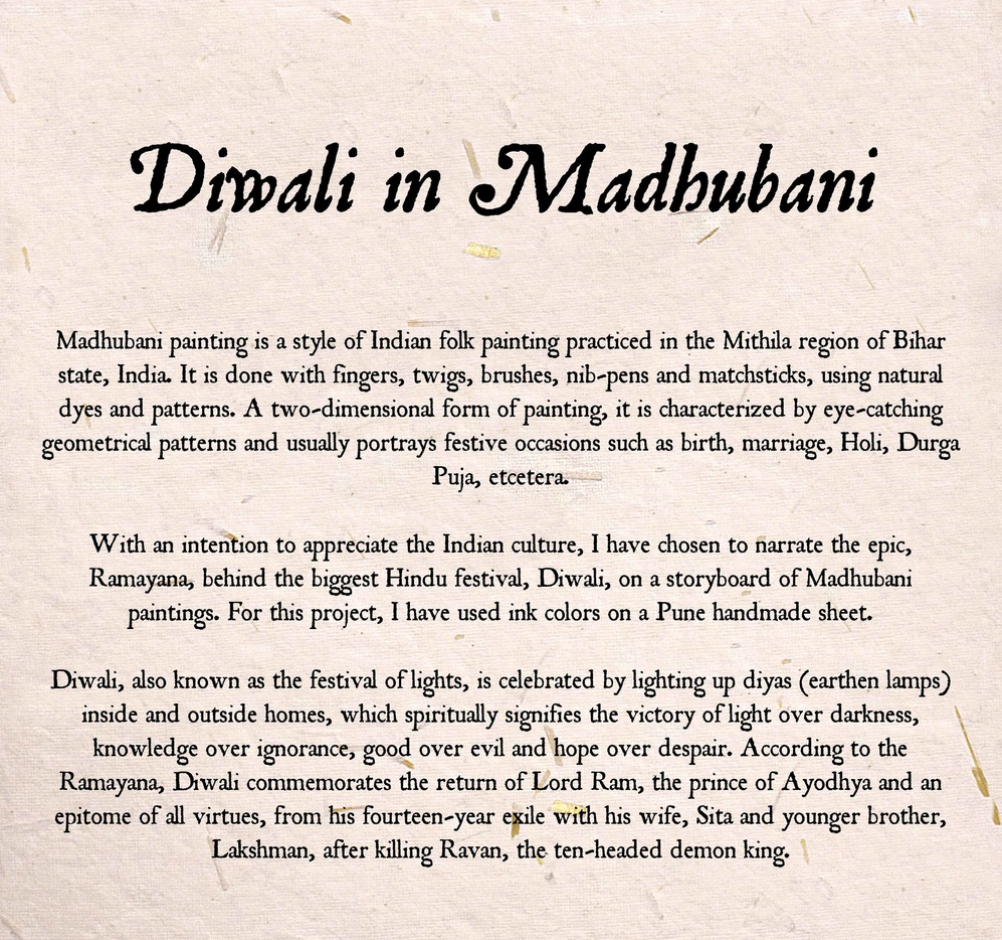 Diwali in Madhubani
Madhubani painting is a style of Indian folk painting practiced in the Mithila region of Bihar
state, India. It is done with fingers, twigs, brushes, nib-pens and matchsticks, using natural
dyes and patterns. A two-dimensional form of painting, it is characterized by eye-catching
geometrical patterns and usually portrays festive occasions such as birth, marriage, Holi, Durga
Puja, etcetera.
With an intention to appreciate the Indian culture, I have chosen to narrate the epic,
Ramayana, behind the biggest Hindu festival, Diwali, on a storyboard of Madhubani
paintings. For this project, I have used ink colors on a Pune handmade sheet.
Diwali, also known as the festival of lights, is celebrated by lighting up diyas (earthen lamps)
inside and outside homes, which spiritually signifies the victory of light over darkness,
knowledge over ignorance, good over evil and hope over despair. According to the
Ramayana, Diwali commemorates the return of Lord Ram, the prince of Ayodhya and an
epitome of all virtues, from his fourteen-year exile with his wife, Sita and younger brother,
Lakshman, after killing Ravan, the ten-headed demon king.